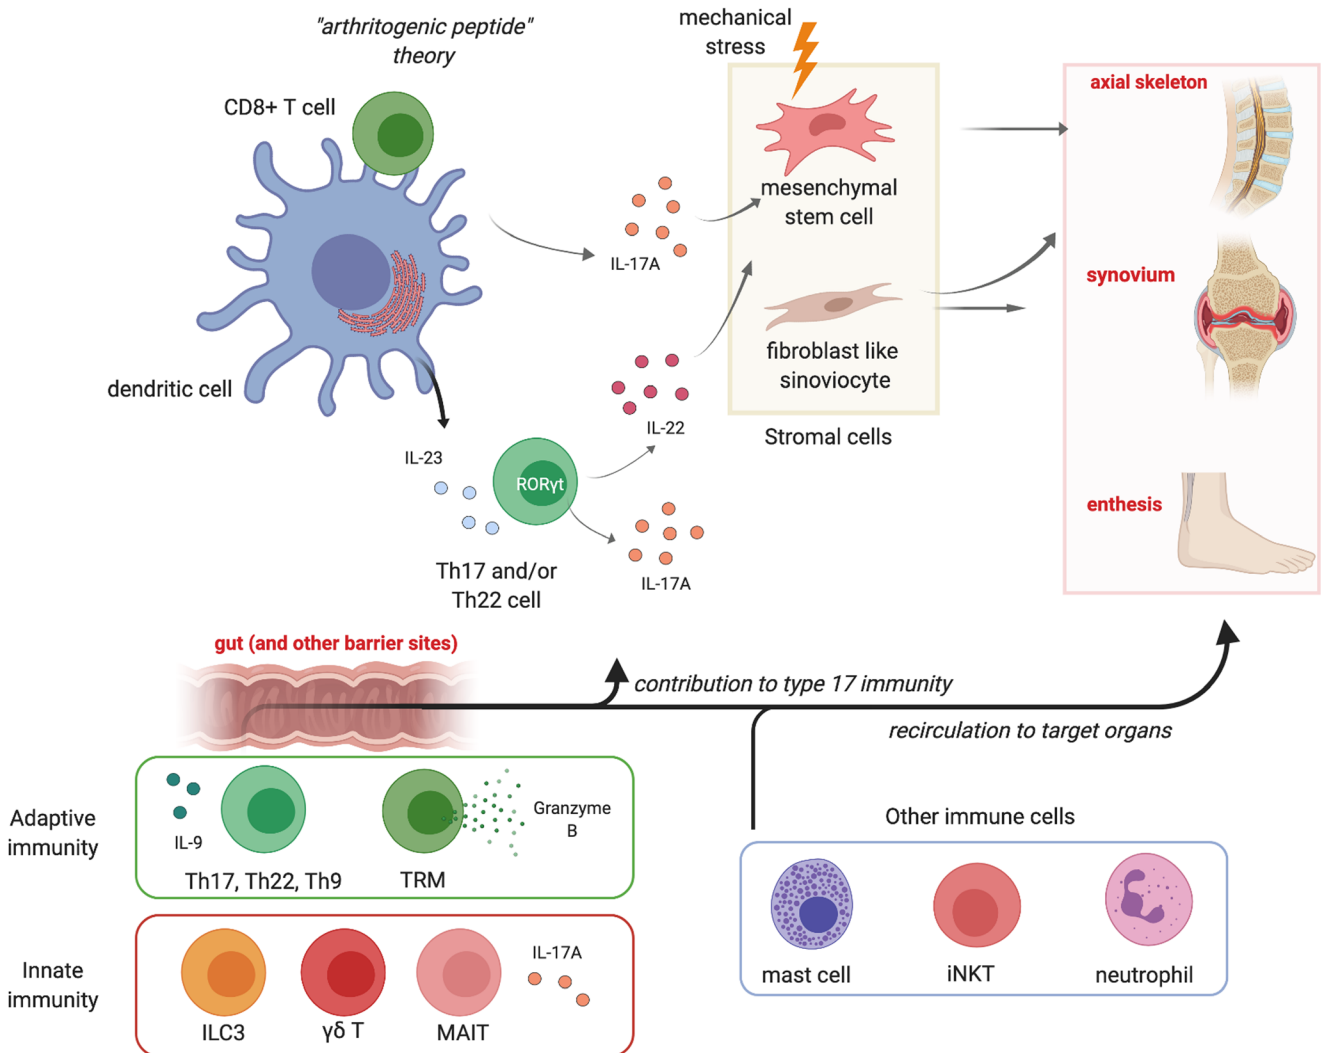 "arthritogenic peptide"
theory
mechanical
stress
CD8+ T cell
axial skeleton
mesenchymal
stem cell
IL-17A
synovium
dendritic cell
fibroblast like
sinoviocyte
IL-22
Stromal cells
IL-23
RORγt
enthesis
IL-17A
Th17 and/or
Th22 cell
gut (and other barrier sites)
contribution to type 17 immunity
recirculation to target organs
Adaptive
immunity
IL-9
Granzyme
B
Th17, Th22, Th9
TRM
Other immune cells
Innate
immunity
IL-17A
ILC3
γδ T
MAIT
mast cell
iNKT
neutrophil